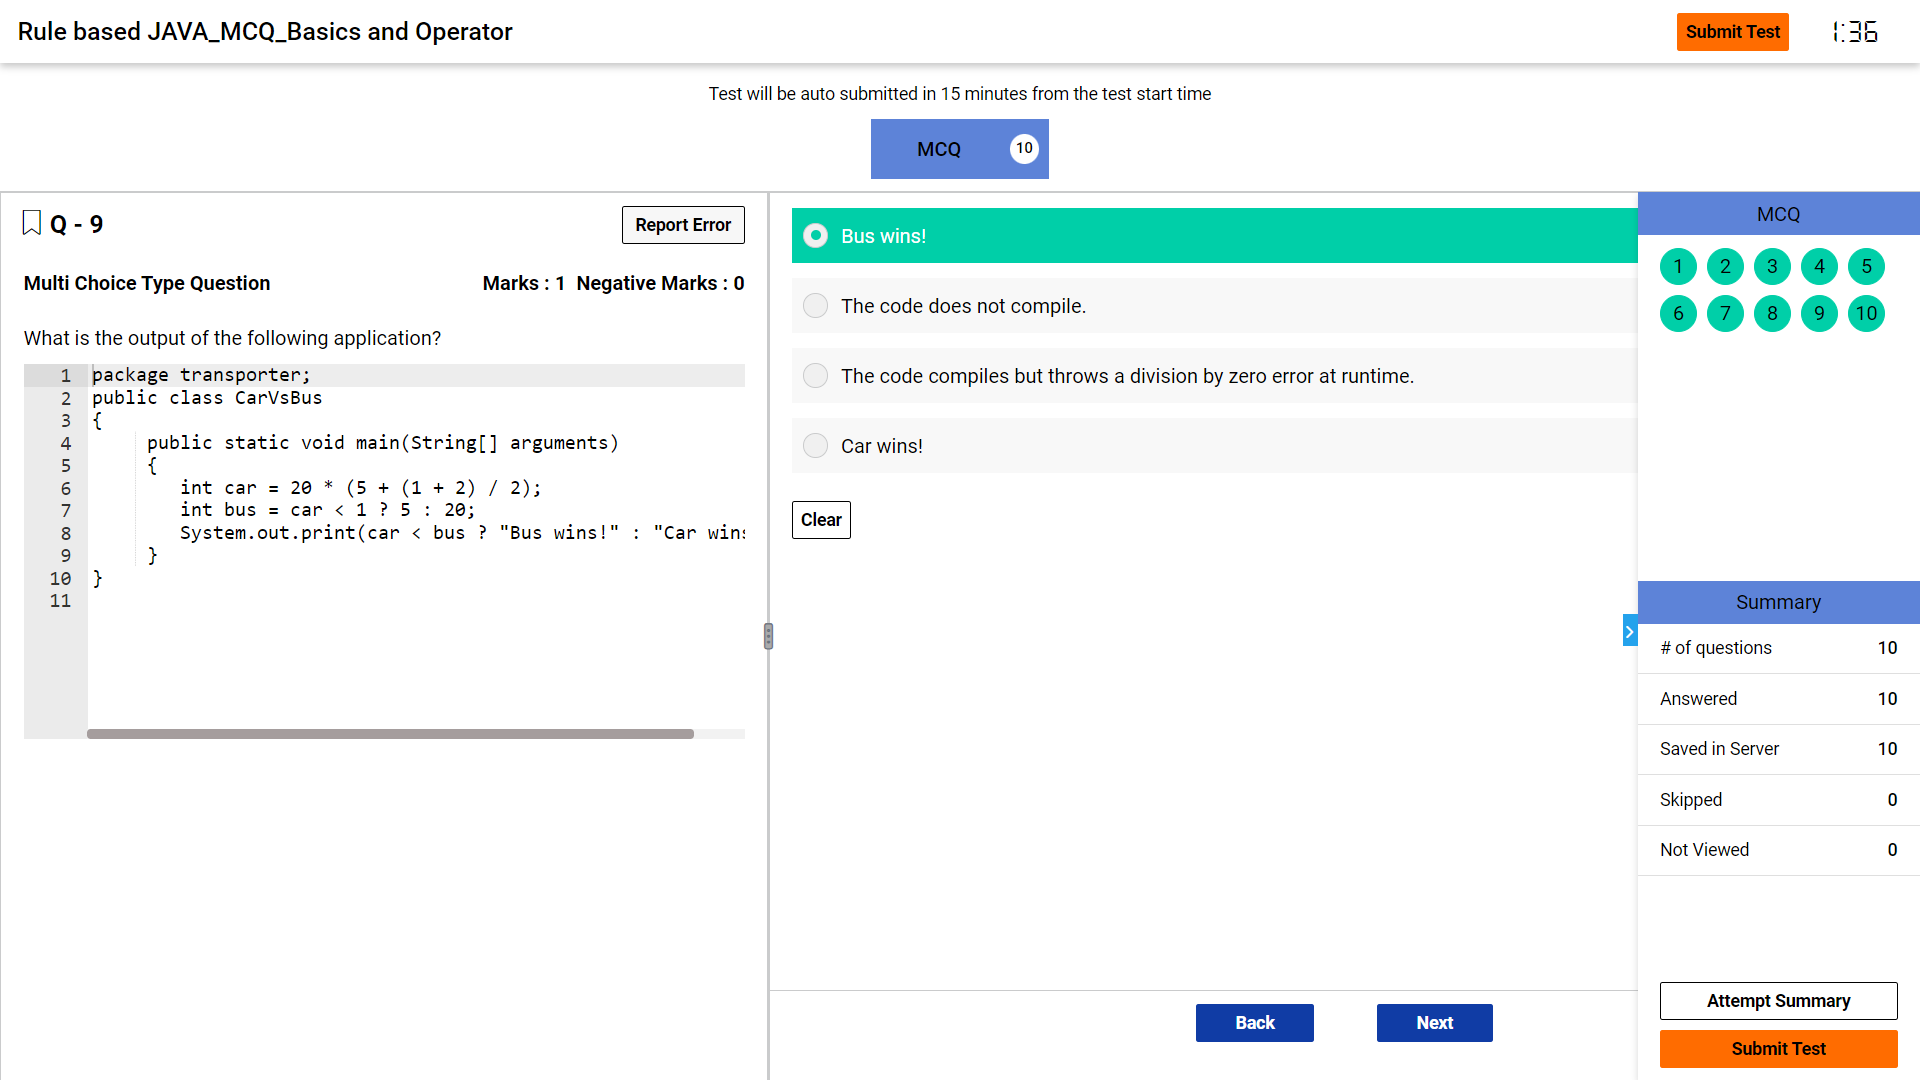 Rule based JAVA_MCQ_Basics and Operator
Submit Test
1:36
Test will be auto submitted in 15 minutes from the test start time
MCQ 10
Q - 9
Report Error
Multi Choice Type Question
Marks : 1 Negative Marks : 0
What is the output of the following application?
1 package transporter;
2 public class CarVsBus
3 {
4 public static void main(String[] arguments)
5 {
6 int car = 20 * (5 + (1 + 2) / 2);
7 int bus = car < 1 ? 5 : 20;
8 System.out.print(car < bus ? "Bus wins!" : "Car wins
9 }
10 }
11
Bus wins!
The code does not compile.
The code compiles but throws a division by zero error at runtime.
Car wins!
Clear
Back
Next
MCQ
1 2 3 4 5
6 7 8 9 10
Summary
# of questions 10
Answered 10
Saved in Server 10
Skipped 0
Not Viewed 0
Attempt Summary
Submit Test